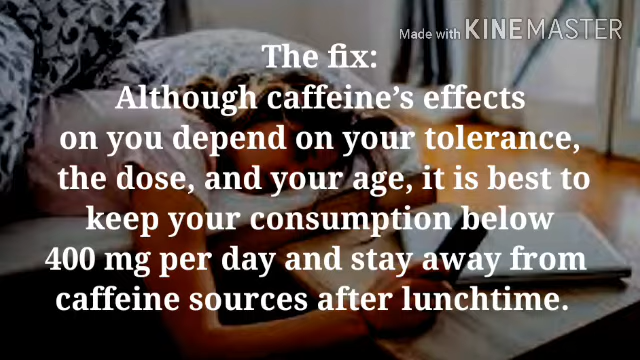 Made with KINEMASTER
The fix:
Although caffeine’s effects
on you depend on your tolerance,
the dose, and your age, it is best to
keep your consumption below
400 mg per day and stay away from
caffeine sources after lunchtime.